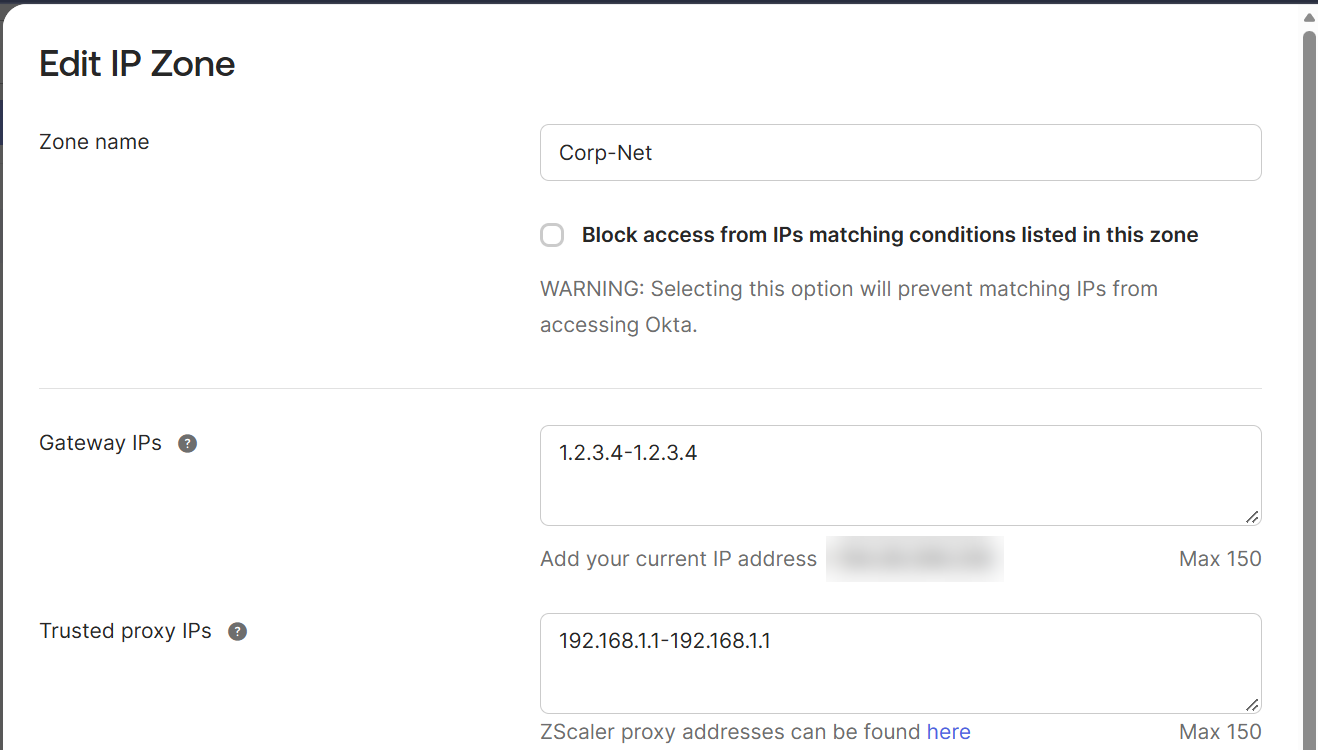 Edit IP Zone
Zone name
Corp-Net
Block access from IPs matching conditions listed in this zone
WARNING: Selecting this option will prevent matching IPs from
accessing Okta.
Gateway IPs ?
1.2.3.4-1.2.3.4
Add your current IP address
Max 150
Trusted proxy IPs ?
192.168.1.1-192.168.1.1
ZScaler proxy addresses can be found here
Max 150